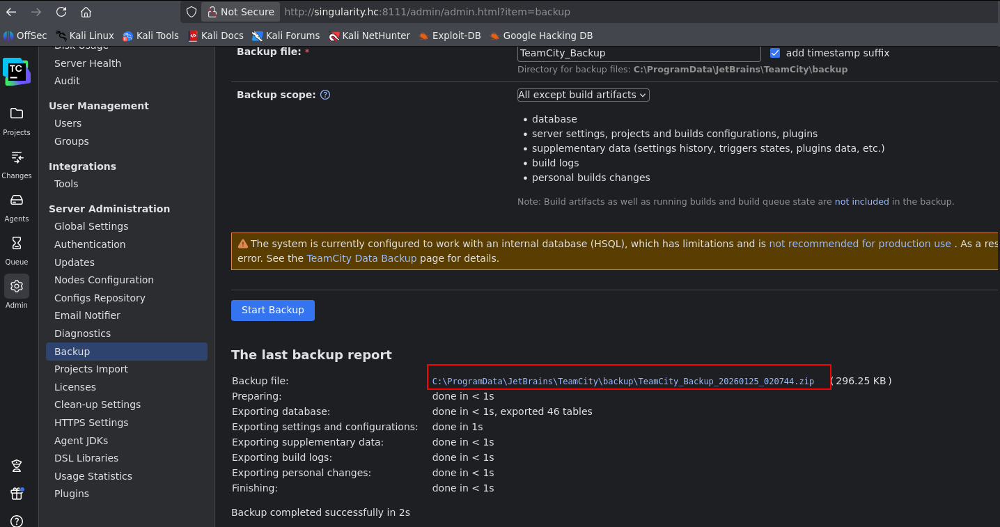 Not Secure http://singularity.hc:8111/admin/admin.html?item=backup
OffSec Kali Linux Kali Tools Kali Docs Kali Forums Kali NetHunter Exploit-DB Google Hacking DB
TC
Projects
Changes
Agents
Queue
Admin
Disk Usage
Server Health
Audit
User Management
Users
Groups
Integrations
Tools
Server Administration
Global Settings
Authentication
Updates
Nodes Configuration
Configs Repository
Email Notifier
Diagnostics
Backup
Projects Import
Licenses
Clean-up Settings
HTTPS Settings
Agent JDKs
DSL Libraries
Usage Statistics
Plugins
Backup file: * TeamCity_Backup add timestamp suffix
Directory for backup files: C:\ProgramData\JetBrains\TeamCity\backup
Backup scope: All except build artifacts
• database
• server settings, projects and builds configurations, plugins
• supplementary data (settings history, triggers states, plugins data, etc.)
• build logs
• personal builds changes
Note: Build artifacts as well as running builds and build queue state are not included in the backup.
The system is currently configured to work with an internal database (HSQL), which has limitations and is not recommended for production use . As a res
error. See the TeamCity Data Backup page for details.
Start Backup
The last backup report
Backup file: C:\ProgramData\JetBrains\TeamCity\backup\TeamCity_Backup_20260125_020744.zip ( 296.25 KB )
Preparing: done in < 1s
Exporting database: done in < 1s, exported 46 tables
Exporting settings and configurations: done in 1s
Exporting supplementary data: done in < 1s
Exporting build logs: done in < 1s
Exporting personal changes: done in < 1s
Finishing: done in < 1s
Backup completed successfully in 2s